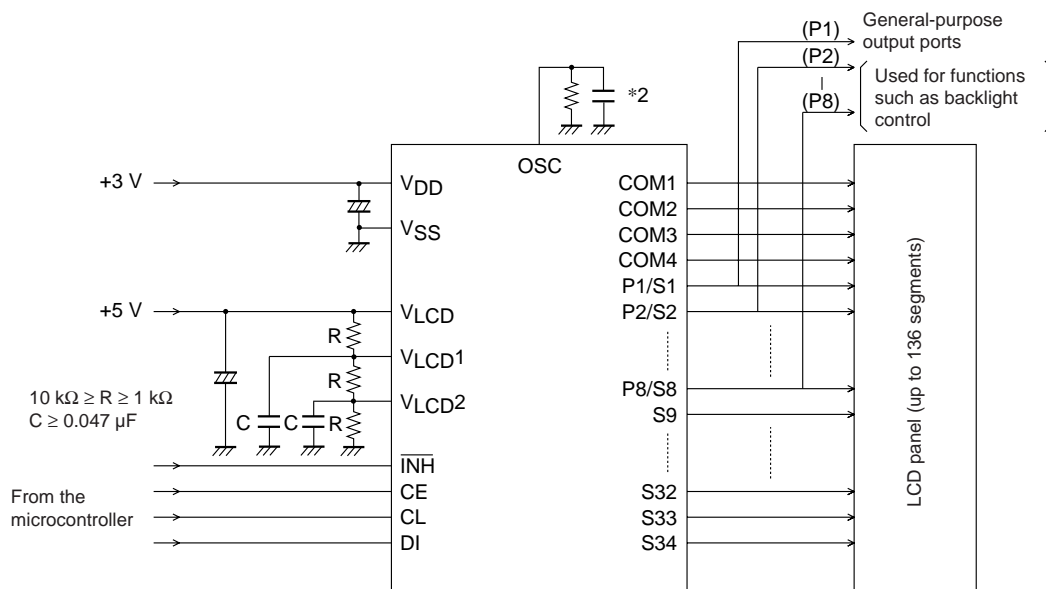 (P1)
General-purpose
output ports
(P2)
(P8)
Used for functions
such as backlight
control
*2
OSC
+3 V
VDD
VSS
COM1
COM2
COM3
COM4
P1/S1
P2/S2
P8/S8
S9
S32
S33
S34
+5 V
VLCD
R
VLCD1
R
VLCD2
C
C
R
10 kΩ ≥ R ≥ 1 kΩ
C ≥ 0.047 µF
INH
CE
CL
DI
From the
microcontroller
LCD panel (up to 136 segments)